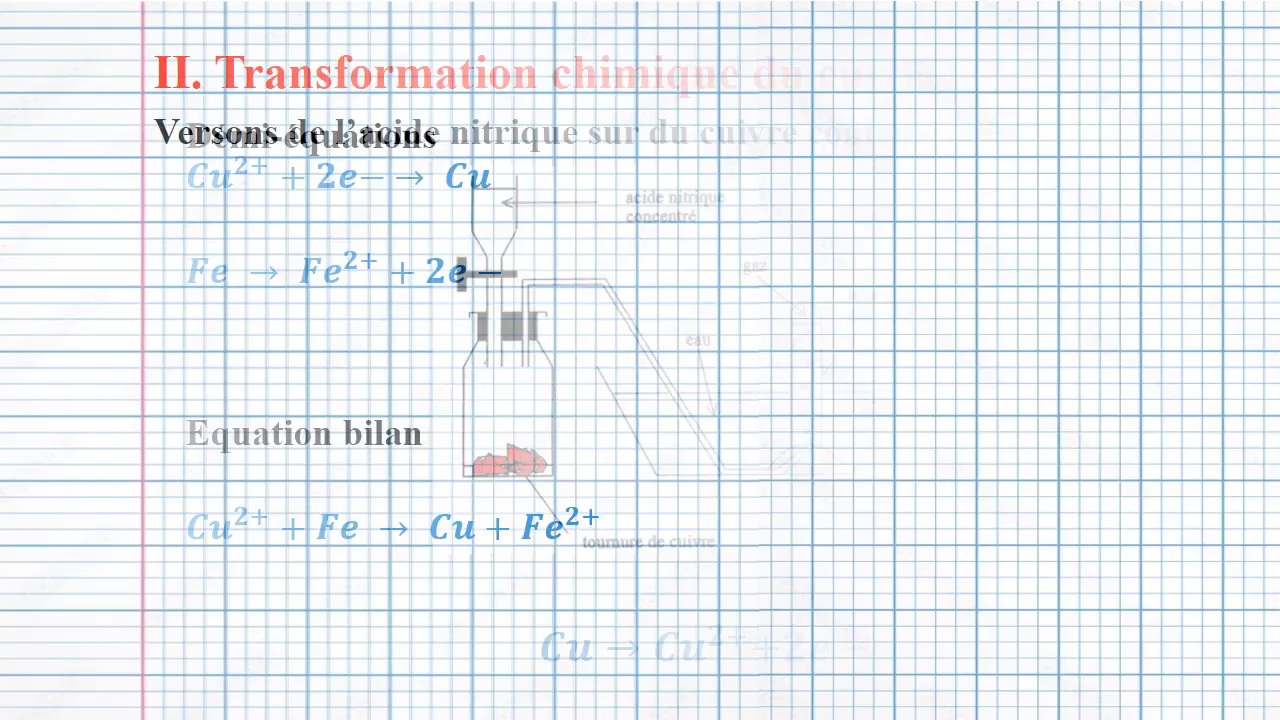 II. Transformation chimique du
Versons de l'acide nitrique sur du cuivre
Demi-équations
Cu²⁺ + 2e− → Cu
acide nitrique
concentré
gaz
Fe → Fe²⁺ + 2e −
eau
Equation bilan
Cu²⁺ + Fe → Cu + Fe²⁺
tournure de cuivre
Cu → Cu²⁺ + 2e